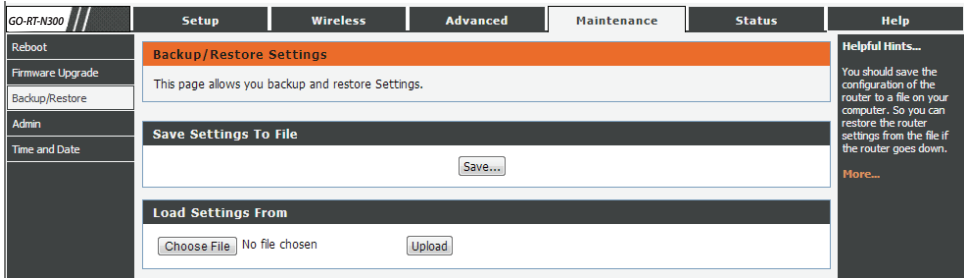 GO-RT-N300
Setup Wireless Advanced Maintenance Status Help
Reboot
Firmware Upgrade
Backup/Restore
Admin
Time and Date
Backup/Restore Settings
This page allows you backup and restore Settings.
Save Settings To File
Save...
Load Settings From
Choose File No file chosen Upload
Helpful Hints...
You should save the
configuration of the
router to a file on your
computer. So you can
restore the router
settings from the file if
the router goes down.
More...